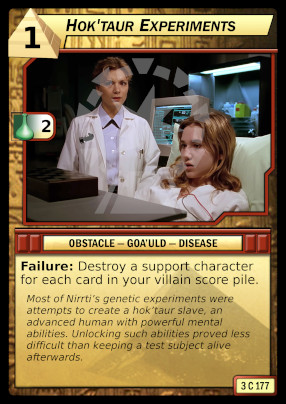 HOK'TAUR EXPERIMENTS
1
2
OBSTACLE – GOA'ULD – DISEASE
Failure: Destroy a support character
for each card in your villain score pile.
Most of Nirrti's genetic experiments were
attempts to create a hok'taur slave, an
advanced human with powerful mental
abilities. Unlocking such abilities proved less
difficult than keeping a test subject alive
afterwards.
3 C 177